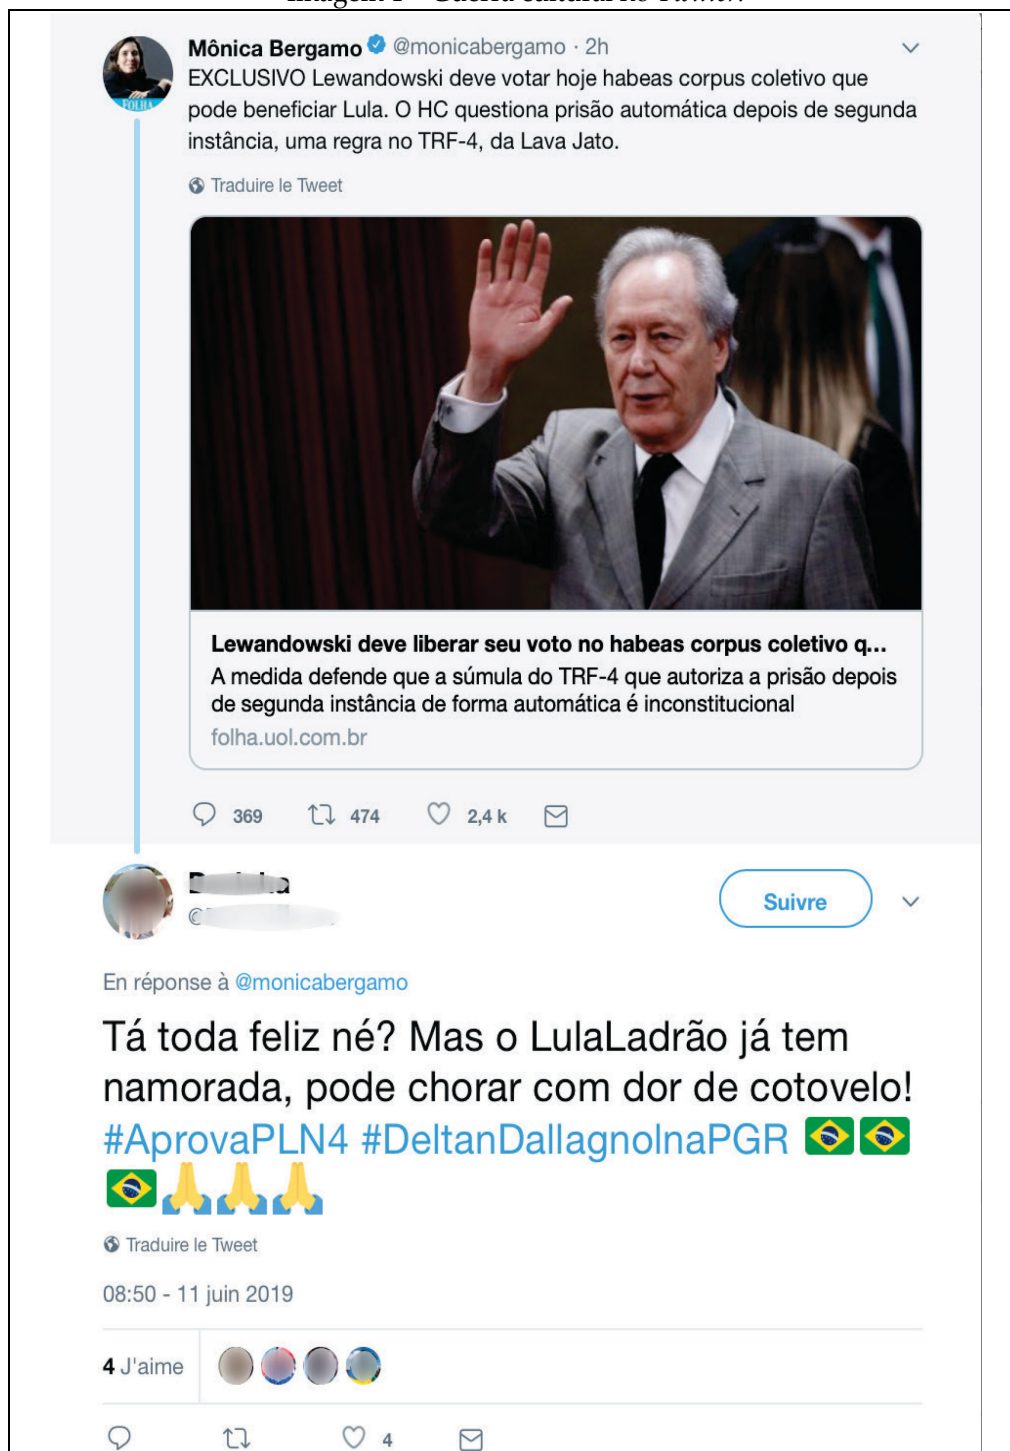 Mônica Bergamo @monicabergamo · 2h
EXCLUSIVO Lewandowski deve votar hoje habeas corpus coletivo que
pode beneficiar Lula. O HC questiona prisão automática depois de segunda
instância, uma regra no TRF-4, da Lava Jato.
FOLHA
Traduire le Tweet
Lewandowski deve liberar seu voto no habeas corpus coletivo q...
A medida defende que a súmula do TRF-4 que autoriza a prisão depois
de segunda instância de forma automática é inconstitucional
folha.uol.com.br
369 474 2,4 k
Suivre
En réponse à @monicabergamo
Tá toda feliz né? Mas o LulaLadrão já tem
namorada, pode chorar com dor de cotovelo!
#AprovaPLN4 #DeltanDallagnolnaPGR 🇧🇷🇧🇷
🇧🇷🙏🙏🙏
Traduire le Tweet
08:50 - 11 juin 2019
4 J'aime
4